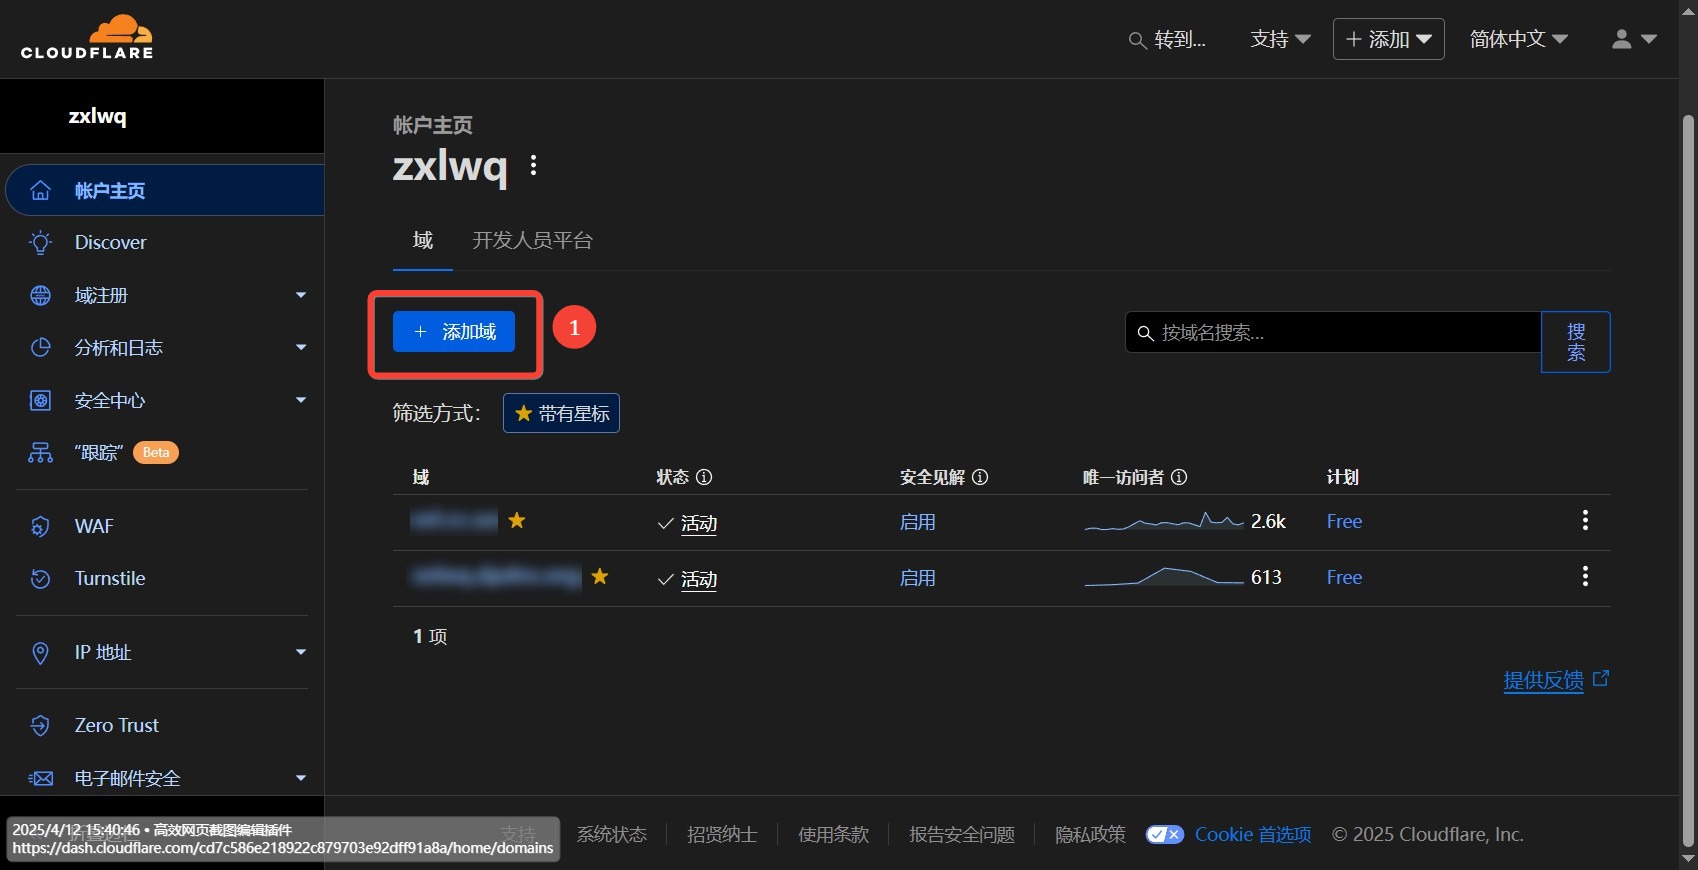 CLOUDFLARE
转到...
支持
+ 添加
简体中文
zxlwq
帐户主页
Discover
域注册
分析和日志
安全中心
“跟踪” Beta
WAF
Turnstile
IP 地址
Zero Trust
电子邮件安全
帐户主页
zxlwq
域
开发人员平台
+ 添加域
1
按域名搜索...
搜
索
筛选方式：
带有星标
域 状态 安全见解 唯一访问者 计划
活动 启用 2.6k Free
活动 启用 613 Free
1 项
提供反馈
支持 系统状态 招贤纳士 使用条款 报告安全问题 隐私政策 Cookie 首选项 © 2025 Cloudflare, Inc.
2025/4/12 15:40:46 • 高效网页截图编辑插件
https://dash.cloudflare.com/cd7c586e218922c879703e92dff91a8a/home/domains